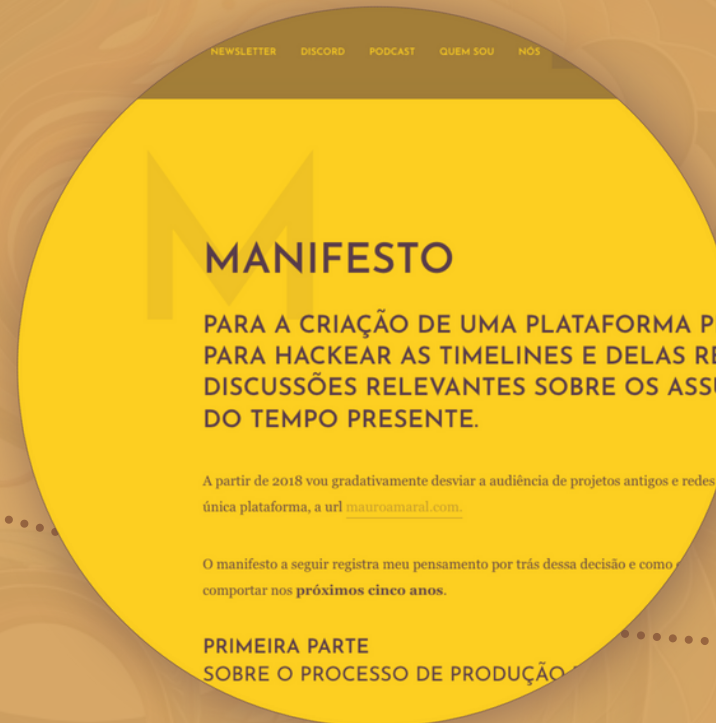 NEWSLETTER DISCORD PODCAST QUEM SOU NÓS
M
MANIFESTO
PARA A CRIAÇÃO DE UMA PLATAFORMA
PARA HACKEAR AS TIMELINES E DELAS
DISCUSSÕES RELEVANTES SOBRE OS
DO TEMPO PRESENTE.
A partir de 2018 vou gradativamente desviar a audiência de projetos antigos e redes
única plataforma, a url mauroamaral.com.
O manifesto a seguir registra meu pensamento por trás dessa decisão e como
comportar nos próximos cinco anos.
PRIMEIRA PARTE
SOBRE O PROCESSO DE PRODUÇÃO